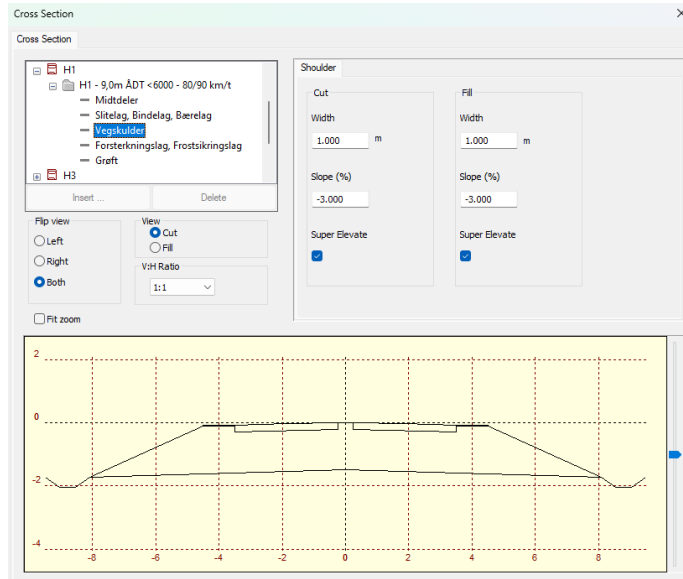 Cross Section
Cross Section
H1
H1 - 9,0m ÅDT <6000 - 80/90 km/t
Midtdeler
Slitelag, Bindelag, Bærelag
Vegskulder
Forsterkningslag, Frostsikringslag
Grøft
H3
Insert ...
Delete
Flip view
Left
Right
Both
View
Cut
Fill
V:H Ratio
1:1
Fit zoom
Shoulder
Cut
Width
1.000 m
Slope (%)
-3.000
Super Elevate
Fill
Width
1.000 m
Slope (%)
-3.000
Super Elevate
2
0
-2
-4
-8 -6 -4 -2 0 2 4 6 8